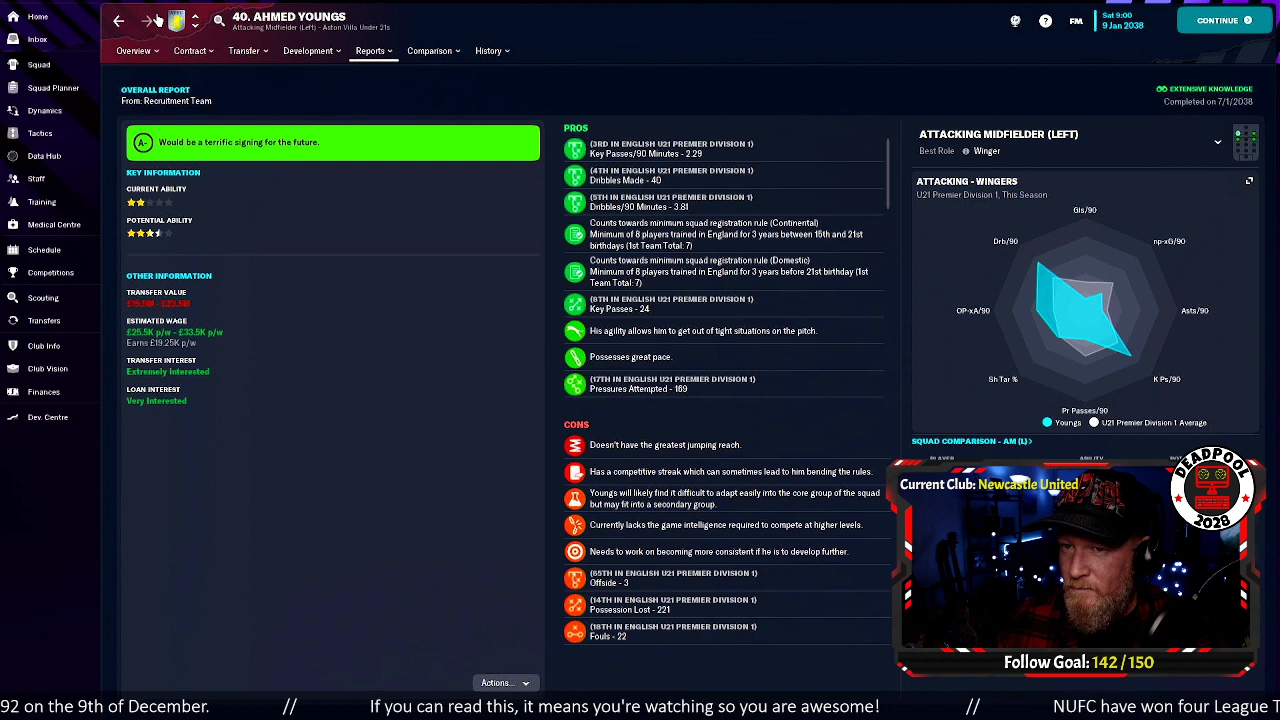 Home
Inbox
Squad
Squad Planner
Dynamics
Tactics
Data Hub
Staff
Training
Medical Centre
Schedule
Competitions
Scouting
Transfers
Club Info
Club Vision
Finances
Dev. Centre
40. AHMED YOUNGS
Attacking Midfielder (Left) - Aston Villa Under 21s
FM
Sat 9:00
9 Jan 2038
CONTINUE
Overview
Contract
Transfer
Development
Reports
Comparison
History
OVERALL REPORT
From: Recruitment Team
EXTENSIVE KNOWLEDGE
Completed on 7/1/2038
A-
Would be a terrific signing for the future.
KEY INFORMATION
CURRENT ABILITY
POTENTIAL ABILITY
OTHER INFORMATION
TRANSFER VALUE
ESTIMATED WAGE
£25.5K p/w - £33.5K p/w
Earns £19.25K p/w
TRANSFER INTEREST
Extremely Interested
LOAN INTEREST
Very Interested
Actions...
PROS
(3RD IN ENGLISH U21 PREMIER DIVISION 1)
Key Passes/90 Minutes - 2.29
(4TH IN ENGLISH U21 PREMIER DIVISION 1)
Dribbles Made - 40
(5TH IN ENGLISH U21 PREMIER DIVISION 1)
Dribbles/90 Minutes - 3.81
Counts towards minimum squad registration rule (Continental)
Minimum of 8 players trained in England for 3 years between 15th and 21st
birthdays (1st Team Total: 7)
Counts towards minimum squad registration rule (Domestic)
Minimum of 8 players trained in England for 3 years before 21st birthday (1st
Team Total: 7)
(8TH IN ENGLISH U21 PREMIER DIVISION 1)
Key Passes - 24
His agility allows him to get out of tight situations on the pitch.
Possesses great pace.
(17TH IN ENGLISH U21 PREMIER DIVISION 1)
Pressures Attempted - 169
CONS
Doesn't have the greatest jumping reach.
Has a competitive streak which can sometimes lead to him bending the rules.
Youngs will likely find it difficult to adapt easily into the core group of the squad
but may fit into a secondary group.
Currently lacks the game intelligence required to compete at higher levels.
Needs to work on becoming more consistent if he is to develop further.
(65TH IN ENGLISH U21 PREMIER DIVISION 1)
Offside - 3
(14TH IN ENGLISH U21 PREMIER DIVISION 1)
Possession Lost - 221
(18TH IN ENGLISH U21 PREMIER DIVISION 1)
Fouls - 22
ATTACKING MIDFIELDER (LEFT)
Best Role Winger
ATTACKING - WINGERS
U21 Premier Division 1, This Season
Gls/90
Drb/90
np-xG/90
OP-xA/90
Asts/90
Sh Tar %
K Ps/90
Pr Passes/90
Youngs
U21 Premier Division 1 Average
SQUAD COMPARISON - AM (L)>
Current Club: Newcastle United
DEADPOOL
2028
Follow Goal: 142 / 150
92 on the 9th of December. // If you can read this, it means you're watching so you are awesome! // NUFC have won four League T